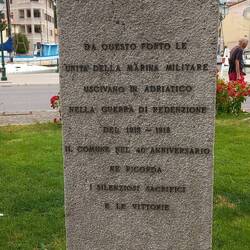 DA QUESTO PORTO LE
UNITA' DELLA MARINA MILITARE
USCIVANO IN ADRIATICO
NELLA GUERRA DI REDENZIONE
DEL 1915 - 1918
IL COMUNE NEL 40° ANNIVERSARIO
NE RICORDA
I SILENZIOSI SACRIFICI
E LE VITTORIE